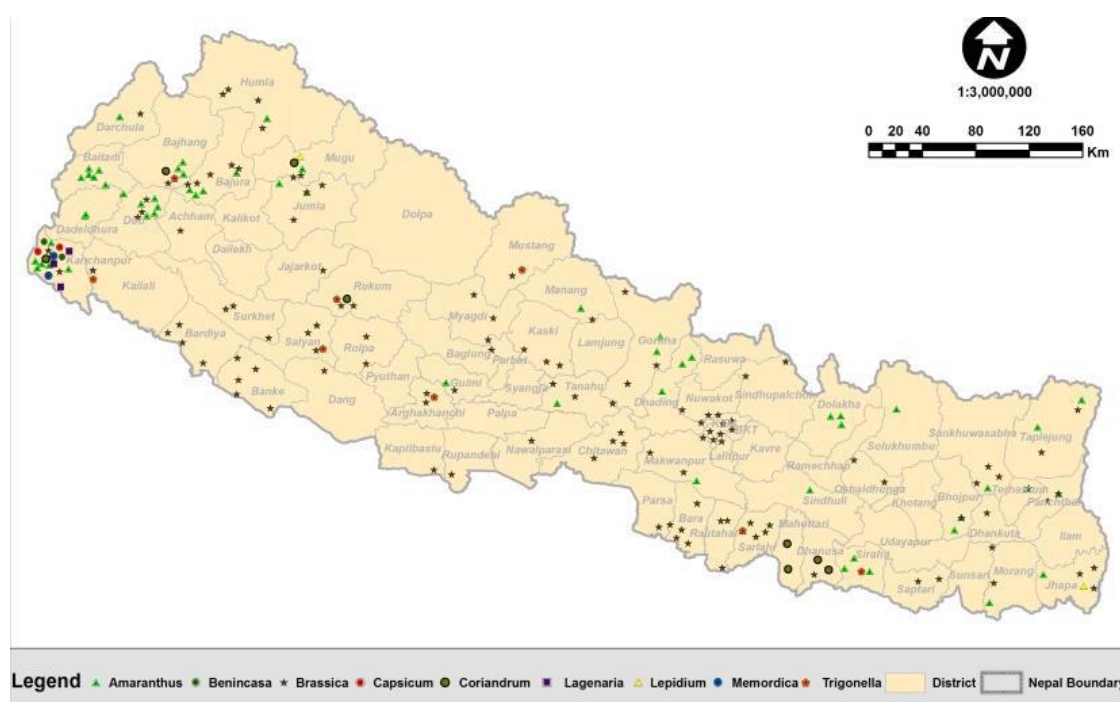 Humla
N
1:3,000,000
Darchula
Bajhang
0 20 40 80 120 160
Km
Baitadi
Mugu
Bajura
Jumla
Dolpa
Doti
Achham
Kalikot
Dadeldhura
Mustang
Dailekh
Kanchanpur
Jajarkot
Kailali
Rukum
Manang
Surkhet
Myagdi
Kaski
Bardiya
Salyan
Rolpa
Lamjung
Gorkha
Baglung
Parbat
Rasuwa
Banke
Pyuthan
Gulmi
Syangja
Tanahu
Nuwakot
Sindhupalchok
Dang
Dhading
Dolakha
Arghakhanchi
Palpa
BKT
Solukhumbu
Sankhuwasabha
Taplejung
Kapilbastu
Rupandehi
Nawalparasi
Chitawan
Makwanpur
Lalitpur
Kavre
Ramechhap
Parsa
Sindhuli
Okhaldhunga
Khotang
Bhojpur
Terhathum
Panchthar
Bara
Rautahat
Sarlahi
Mahottari
Dhanusa
Siraha
Udayapur
Dhankuta
Ilam
Saptari
Sunsari
Morang
Jhapa
Legend Amaranthus Benincasa Brassica Capsicum Coriandrum Lagenaria Lepidium Memordica Trigonella District Nepal Boundary